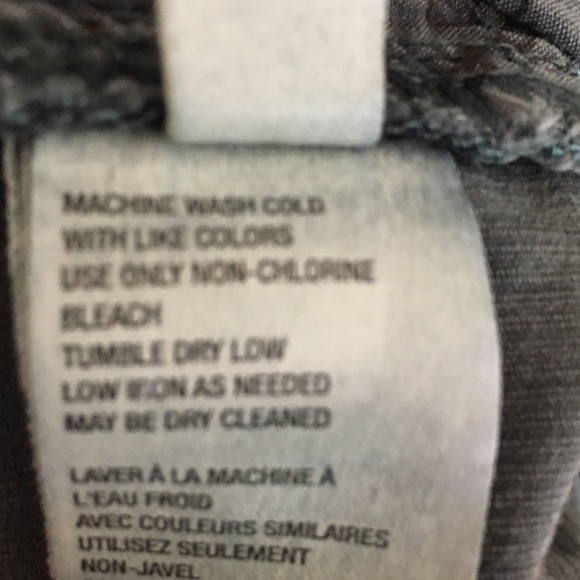 MACHINE WASH COLD
WITH LIKE COLORS
USE ONLY NON-CHLORINE
BLEACH
TUMBLE DRY LOW
LOW IRON AS NEEDED
MAY BE DRY CLEANED
LAVER À LA MACHINE À
L'EAU FROID
AVEC COULEURS SIMILAIRES
UTILISEZ SEULEMENT
NON-JAVEL